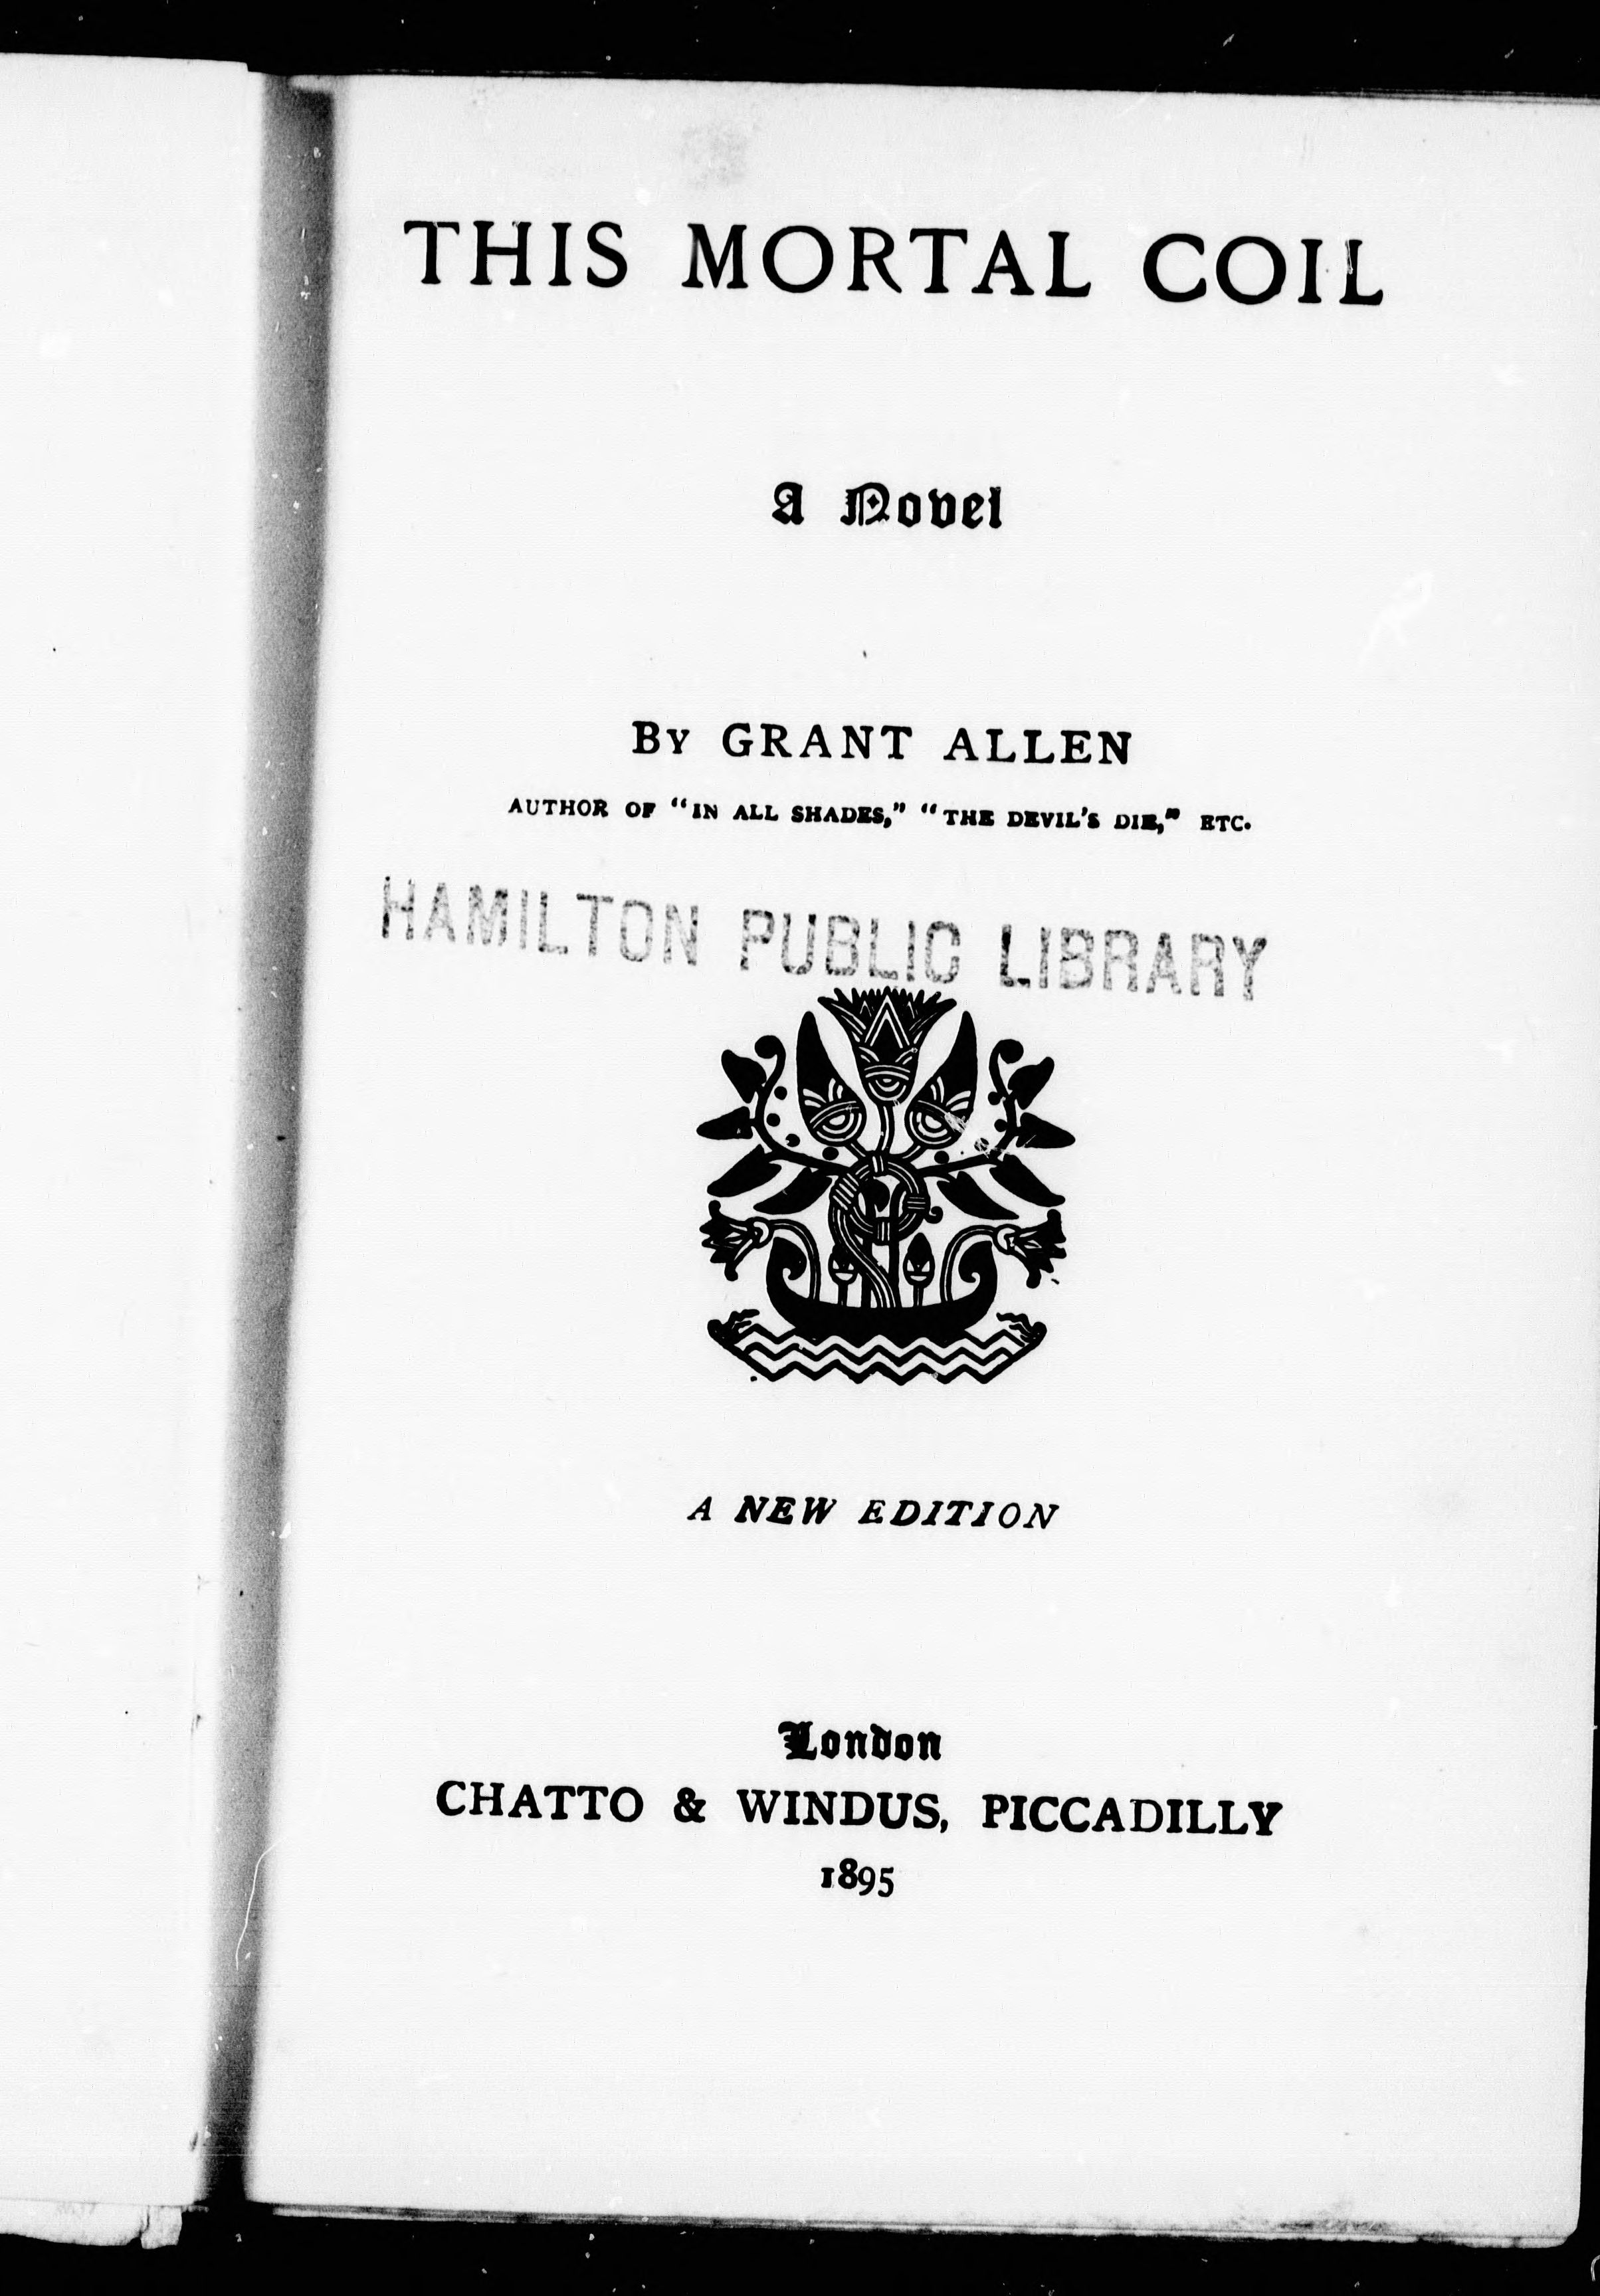 THIS MORTAL COIL
A Novel
BY GRANT ALLEN
AUTHOR OF "IN ALL SHADES," "THE DEVIL'S DIE," ETC.
HAMILTON PUBLIC LIBRARY
A NEW EDITION
London
CHATTO & WINDUS, PICCADILLY
1895